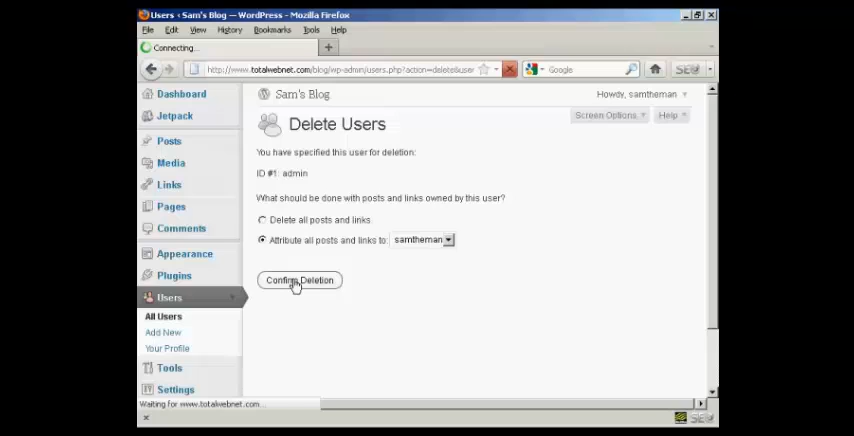 Users ‹ Sam's Blog — WordPress - Mozilla Firefox
File Edit View History Bookmarks Tools Help
Connecting...
http://www.totalwebnet.com/blog/wp-admin/users.php?action=delete&user
Google
SEO
Dashboard
Jetpack
Posts
Media
Links
Pages
Comments
Appearance
Plugins
Users
All Users
Add New
Your Profile
Tools
Settings
Sam's Blog
Howdy, samtheman
Screen Options
Help
Delete Users
You have specified this user for deletion:
ID #1: admin
What should be done with posts and links owned by this user?
Delete all posts and links
Attribute all posts and links to: samtheman
Confirm Deletion
Waiting for www.totalwebnet.com...
SEO